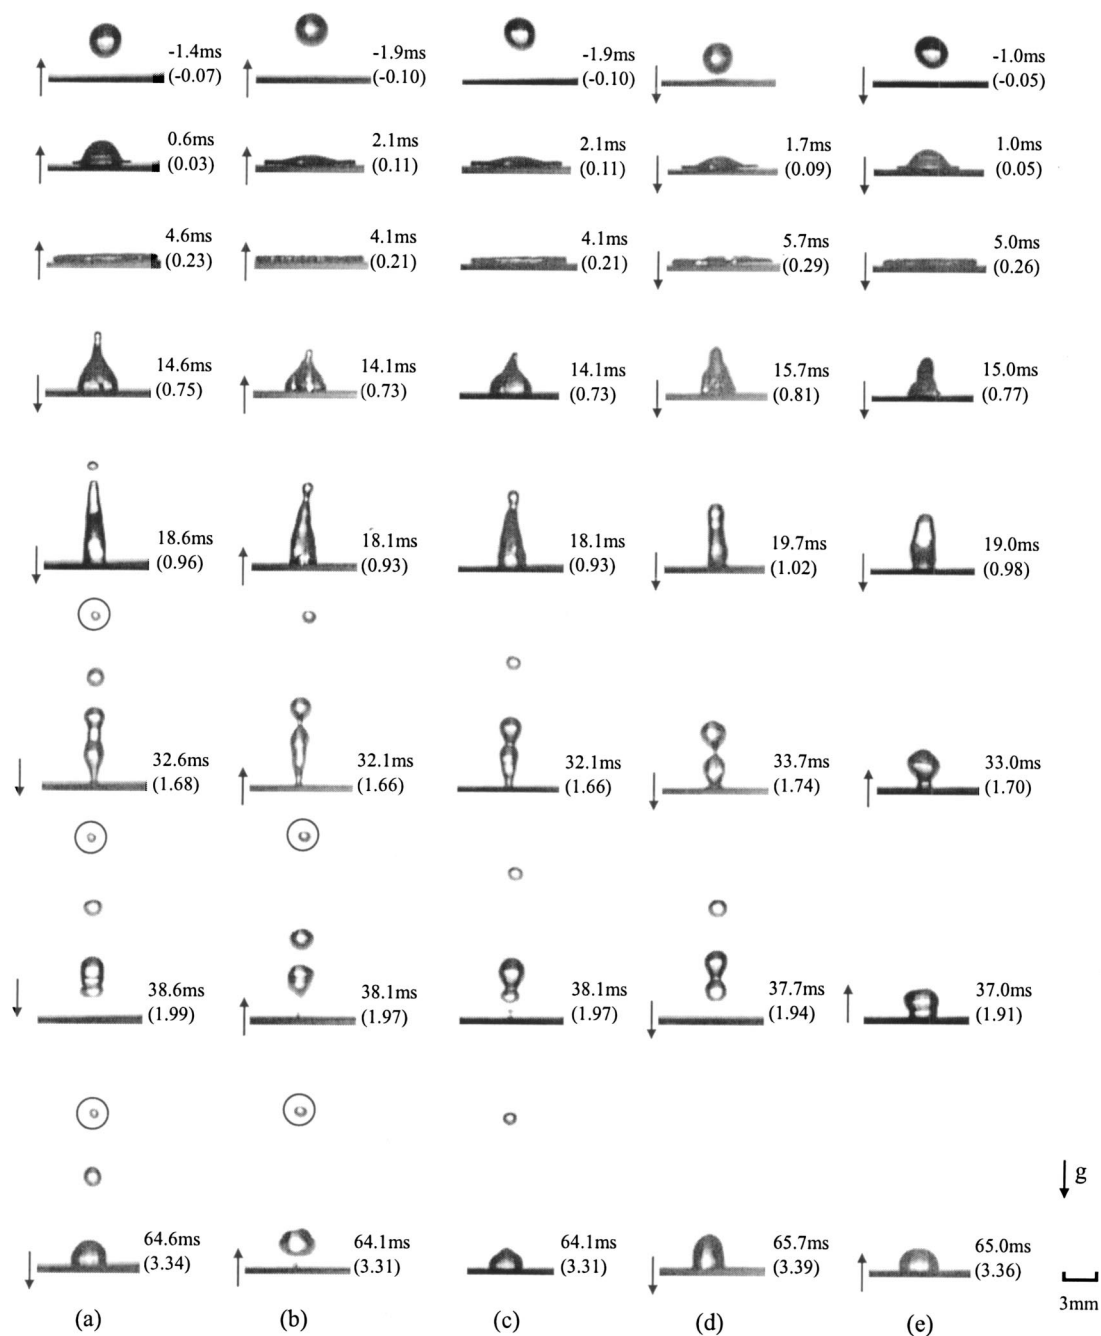 -1.4ms
(-0.07)
-1.9ms
(-0.10)
-1.9ms
(-0.10)
-1.0ms
(-0.05)
0.6ms
(0.03)
2.1ms
(0.11)
2.1ms
(0.11)
1.7ms
(0.09)
1.0ms
(0.05)
4.6ms
(0.23)
4.1ms
(0.21)
4.1ms
(0.21)
5.7ms
(0.29)
5.0ms
(0.26)
14.6ms
(0.75)
14.1ms
(0.73)
14.1ms
(0.73)
15.7ms
(0.81)
15.0ms
(0.77)
18.6ms
(0.96)
18.1ms
(0.93)
18.1ms
(0.93)
19.7ms
(1.02)
19.0ms
(0.98)
32.6ms
(1.68)
32.1ms
(1.66)
32.1ms
(1.66)
33.7ms
(1.74)
33.0ms
(1.70)
38.6ms
(1.99)
38.1ms
(1.97)
38.1ms
(1.97)
37.7ms
(1.94)
37.0ms
(1.91)
g
64.6ms
(3.34)
64.1ms
(3.31)
64.1ms
(3.31)
65.7ms
(3.39)
65.0ms
(3.36)
3mm
(a)
(b)
(c)
(d)
(e)